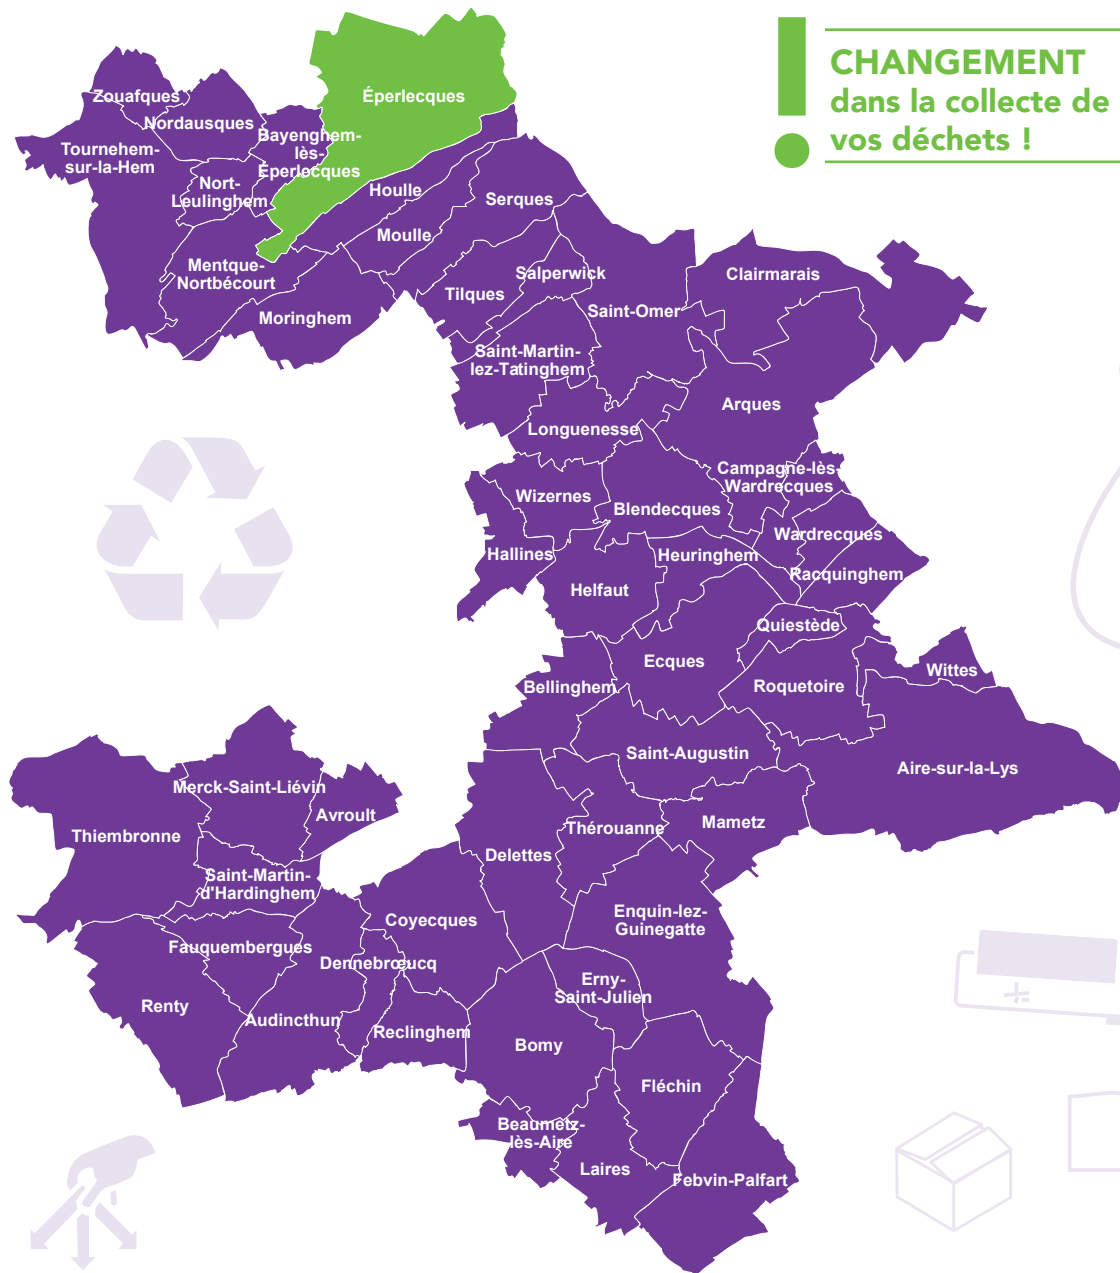 CHANGEMENT
dans la collecte de
vos déchets !
Éperlecques
Zouafques
Nordausques
Bayenghem-
lès-
Éperlecques
Tournehem-
sur-la-Hem
Nort-
Leulinghem
Houlle
Serques
Moulle
Mentque-
Nortbécourt
Salperwick
Clairmarais
Tilques
Saint-Omer
Moringhem
Saint-Martin-
lez-Tatinghem
Arques
Longuenesse
Campagne-lès-
Wardrecques
Wizernes
Blendecques
Wardrecques
Hallines
Heuringhem
Racquinghem
Helfaut
Quiestède
Ecques
Wittes
Bellinghem
Roquetoire
Saint-Augustin
Aire-sur-la-Lys
Merck-Saint-Liévin
Avroult
Thiembronne
Thérouanne
Mametz
Delettes
Saint-Martin-
d'Hardinghem
Coyecques
Enquin-lez-
Guinegatte
Fauquembergues
Dennebrœucq
Erny-
Saint-Julien
Renty
Audincthun
Reclinghem
Bomy
Fléchin
Beaumetz-
lès-Aire
Laires
Febvin-Palfart